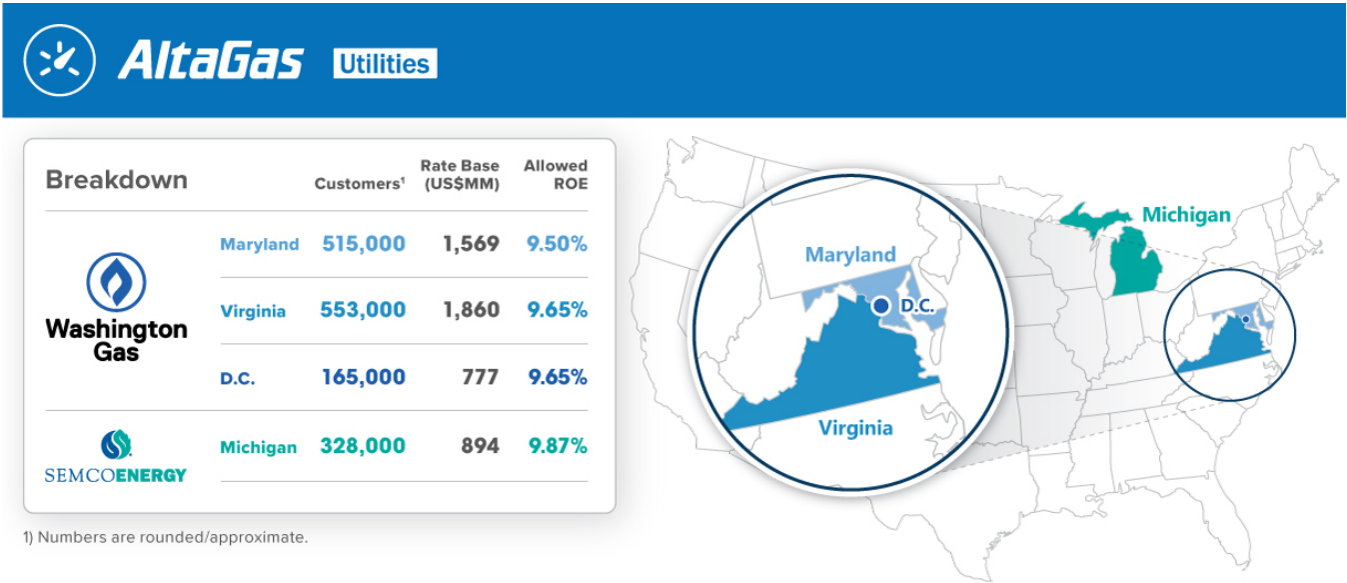 AltaGas Utilities
Breakdown
Customers¹
Rate Base
(US$MM)
Allowed
ROE
Washington
Gas
Maryland 515,000 1,569 9.50%
Virginia 553,000 1,860 9.65%
D.C. 165,000 777 9.65%
SEMCOENERGY
Michigan 328,000 894 9.87%
1) Numbers are rounded/approximate.
Michigan
Maryland
D.C.
Virginia